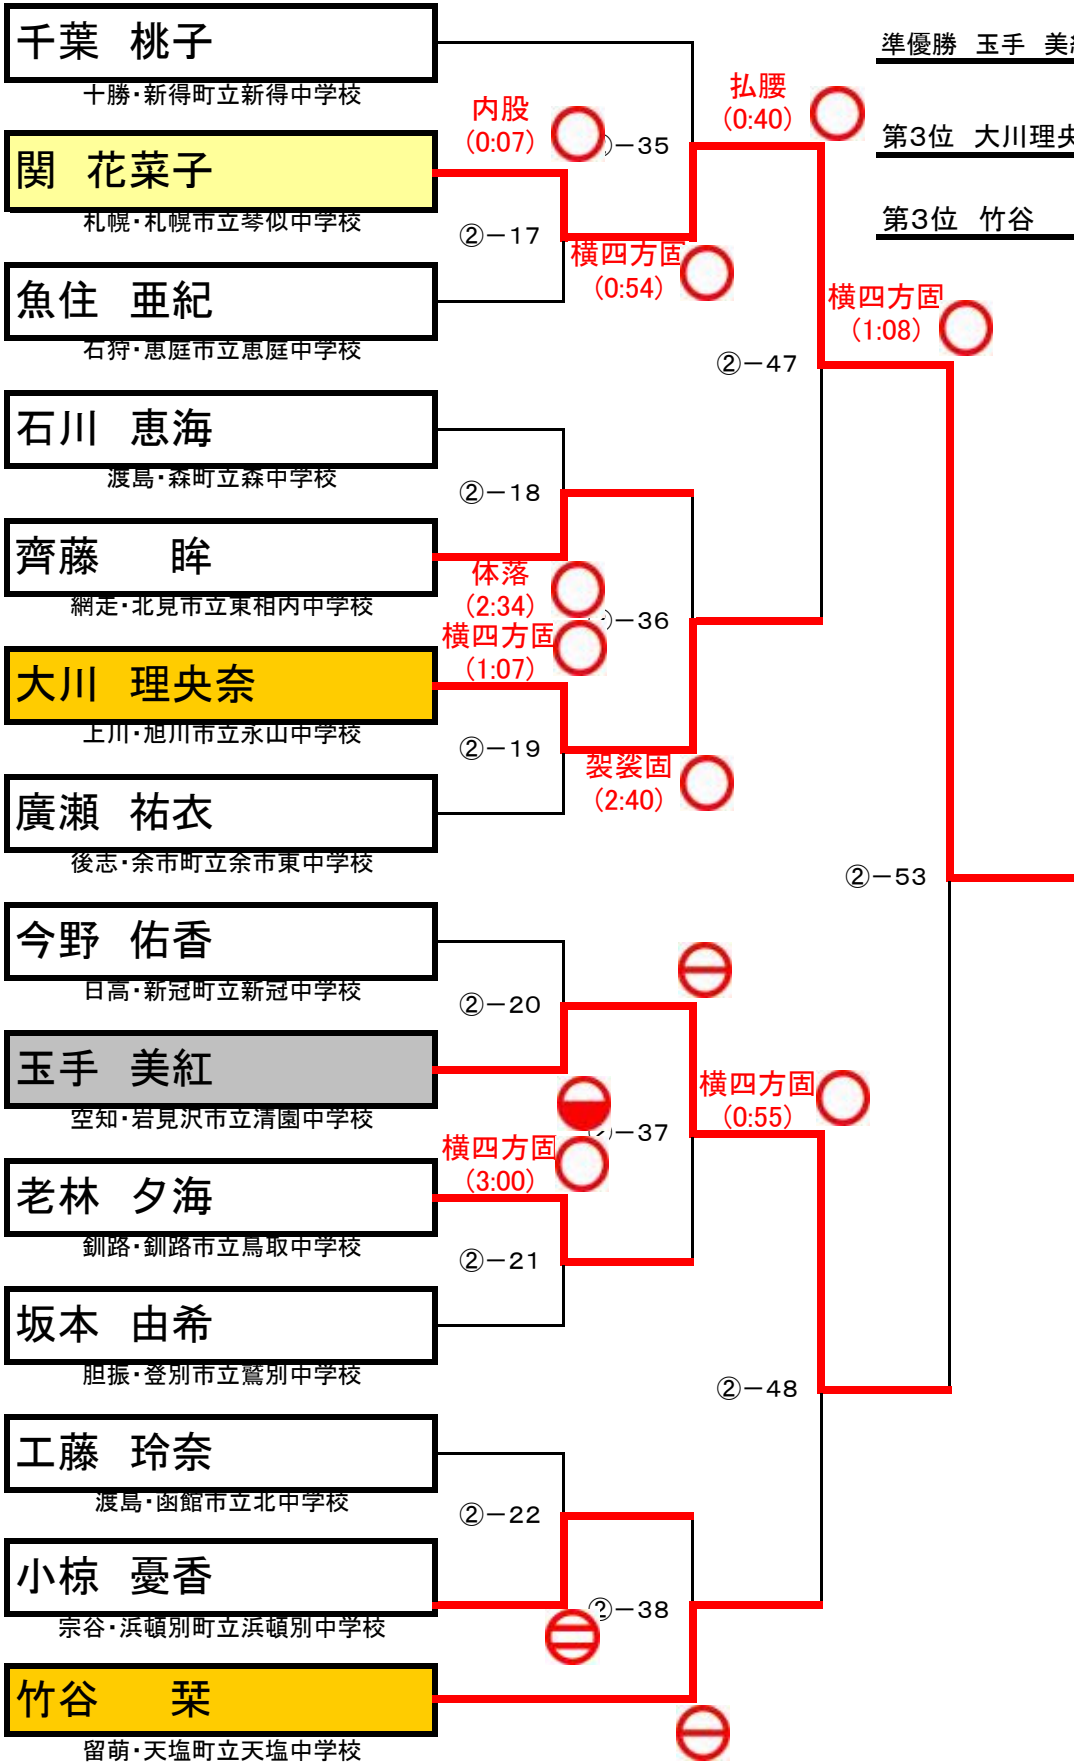 千葉 桃子
十勝・新得町立新得中学校
関 花菜子
札幌・札幌市立琴似中学校
魚住 亜紀
石狩・恵庭市立恵庭中学校
石川 恵海
渡島・森町立森中学校
齊藤 眸
網走・北見市立東相内中学校
大川 理央奈
上川・旭川市立永山中学校
廣瀬 祐衣
後志・余市町立余市東中学校
今野 佑香
日高・新冠町立新冠中学校
玉手 美紅
空知・岩見沢市立清園中学校
老林 夕海
釧路・釧路市立鳥取中学校
坂本 由希
胆振・登別市立鷲別中学校
工藤 玲奈
渡島・函館市立北中学校
小椋 憂香
宗谷・浜頓別町立浜頓別中学校
竹谷 栞
留萌・天塩町立天塩中学校
内股
(0:07)
②−17
②−18
体落
(2:34)
横四方固
(1:07)
②−19
②−20
横四方固
(3:00)
②−21
②−22
−35
横四方固
(0:54)
−36
袈裟固
(2:40)
−37
②−38
払腰
(0:40)
②−47
横四方固
(0:55)
②−48
横四方固
(1:08)
②−53
準優勝 玉手 美
第3位 大川理央
第3位 竹谷